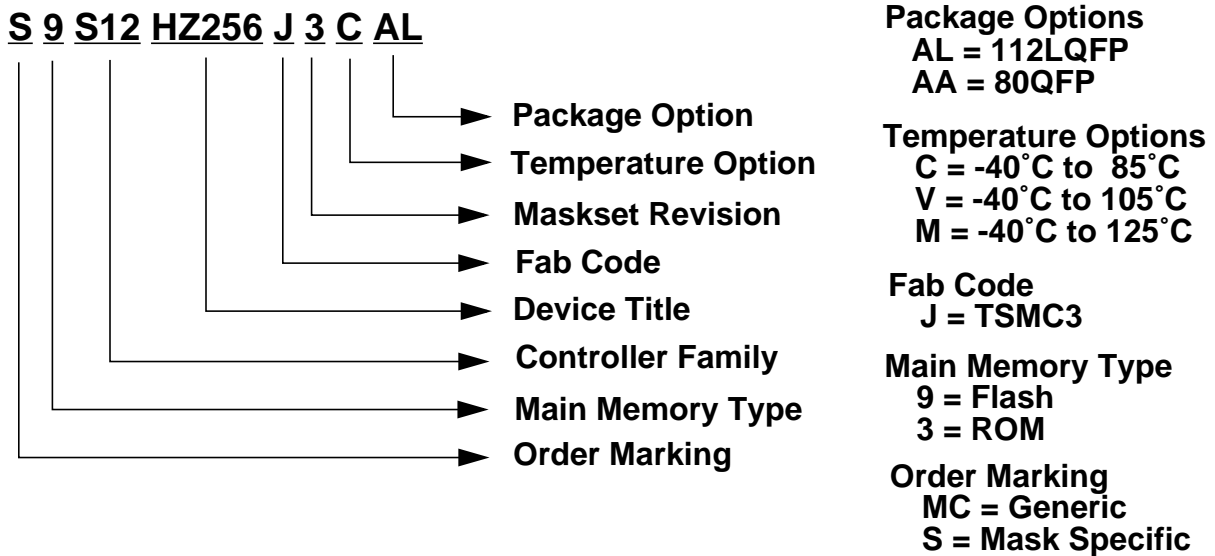 S 9 S12 HZ256 J 3 C AL
Package Option
Temperature Option
Maskset Revision
Fab Code
Device Title
Controller Family
Main Memory Type
Order Marking
Package Options
AL = 112LQFP
AA = 80QFP
Temperature Options
C = -40˚C to 85˚C
V = -40˚C to 105˚C
M = -40˚C to 125˚C
Fab Code
J = TSMC3
Main Memory Type
9 = Flash
3 = ROM
Order Marking
MC = Generic
S = Mask Specific